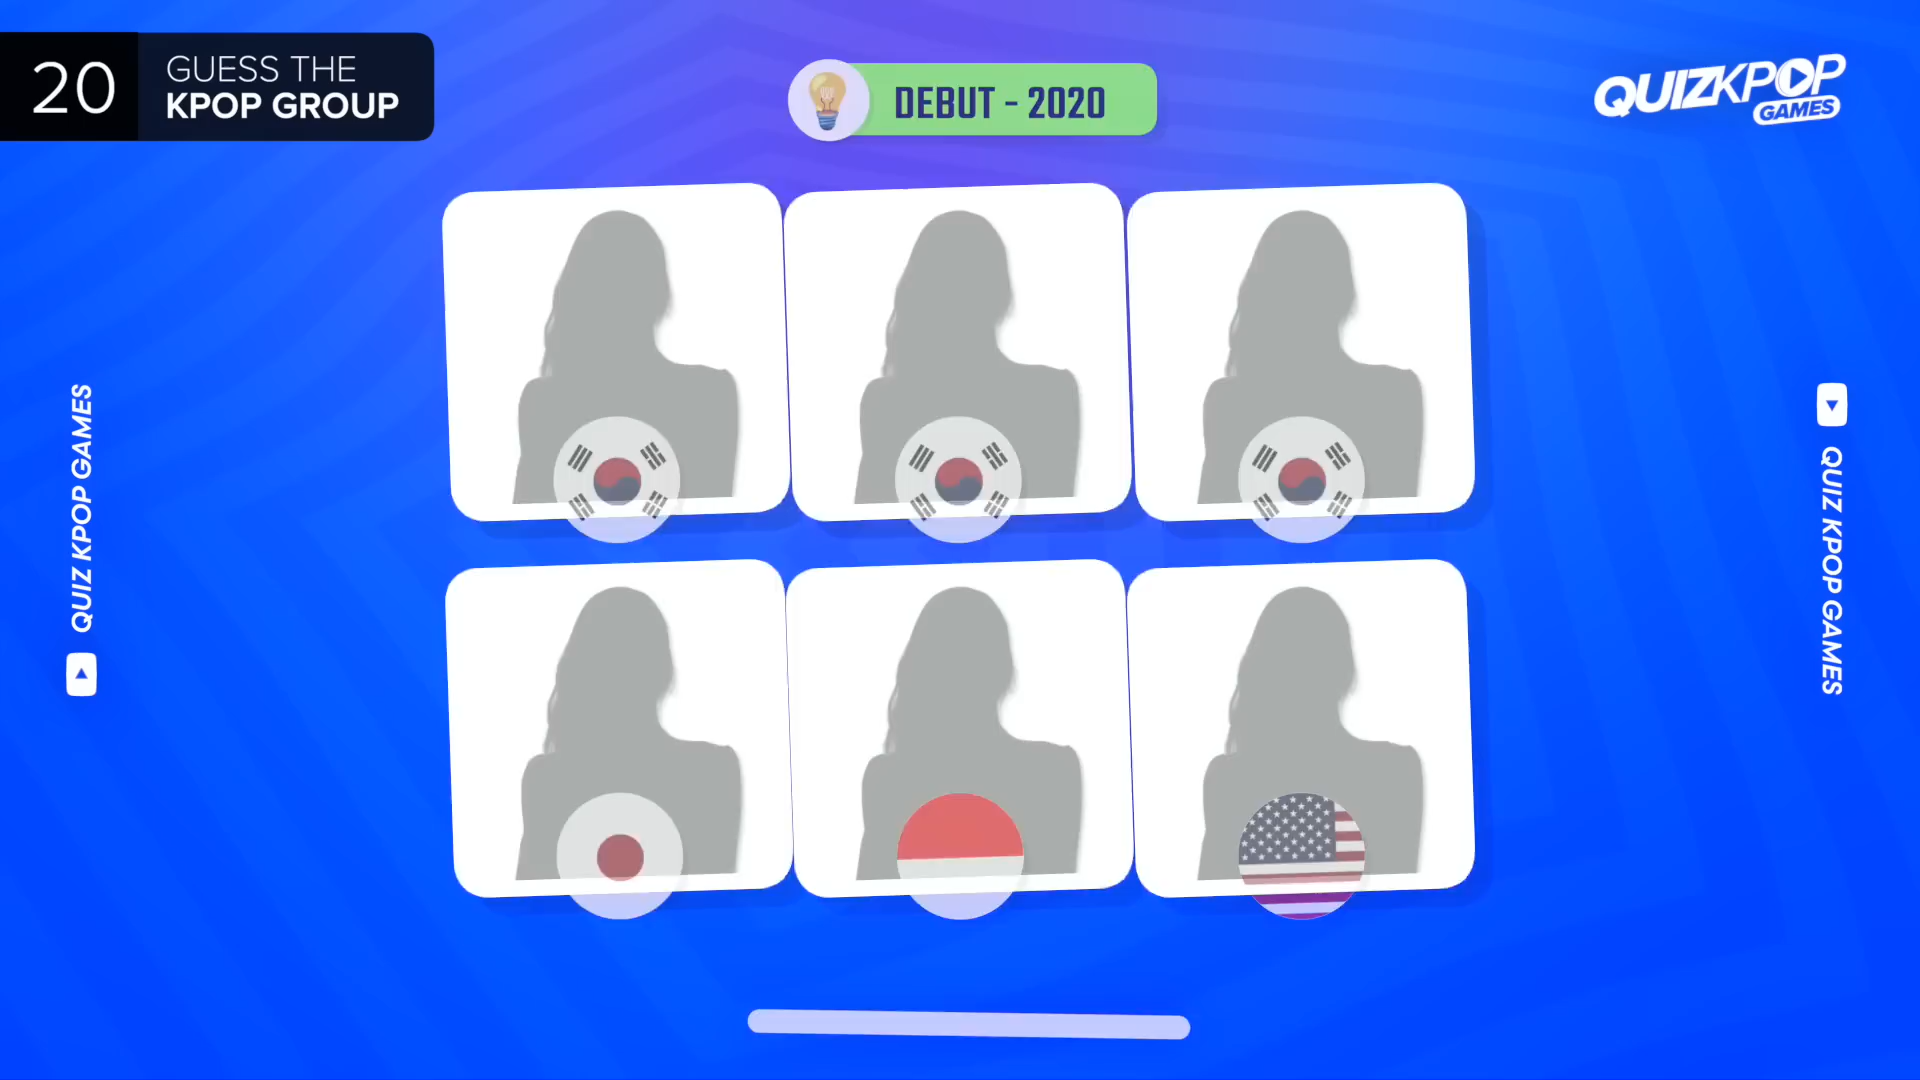 20
GUESS THE
KPOP GROUP
DEBUT - 2020
QUIZKPOP
GAMES
QUIZ KPOP GAMES
QUIZ KPOP GAMES